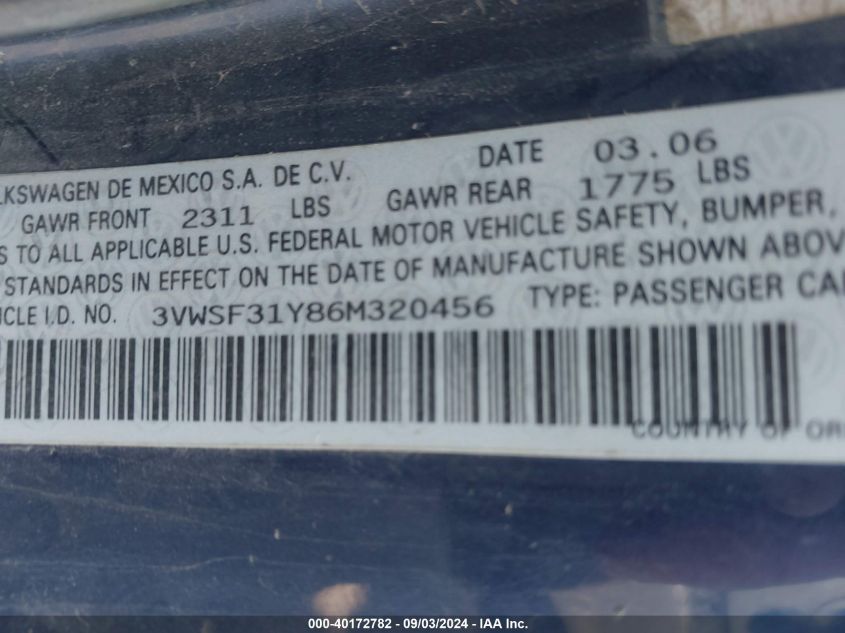 LKSWAGEN DE MEXICO S.A. DE C.V. DATE 03.06
GAWR FRONT 2311 LBS GAWR REAR 1775 LBS
S TO ALL APPLICABLE U.S. FEDERAL MOTOR VEHICLE SAFETY, BUMPER,
STANDARDS IN EFFECT ON THE DATE OF MANUFACTURE SHOWN ABOV
ICLE I.D. NO. 3VWSF31Y86M320456 TYPE: PASSENGER CA
COUNTRY OF OR
000-40172782 - 09/03/2024 - IAA Inc.